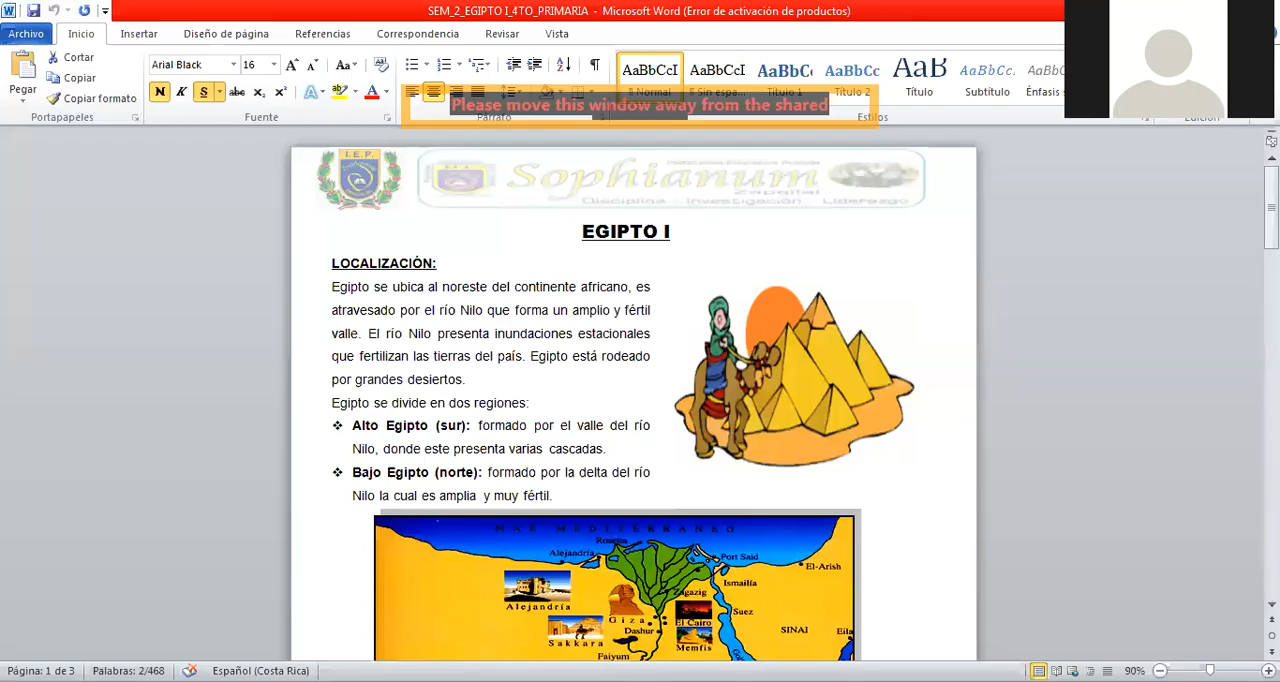 SEM_2_EGIPTO I_4TO_PRIMARIA - Microsoft Word (Error de activación de productos)
Archivo Inicio Insertar Diseño de página Referencias Correspondencia Revisar Vista
Cortar
Copiar
Copiar formato
Pegar
Portapapeles
Arial Black 16
Fuente
Párrafo
AaBbCcI AaBbCcI AaBbC AaBbCc AaB AaBbCc.
Normal Sin espa... Título 1 Título 2 Título Subtítulo Énfasis
Estilos
Edición
Please move this window away from the shared
I.E.P.
Institución Educativa Privada
Sophianum
Zapallal
Disciplina - Investigación - Liderazgo
EGIPTO I
LOCALIZACIÓN:
Egipto se ubica al noreste del continente africano, es
atravesado por el río Nilo que forma un amplio y fértil
valle. El río Nilo presenta inundaciones estacionales
que fertilizan las tierras del país. Egipto está rodeado
por grandes desiertos.
Egipto se divide en dos regiones:
❖ Alto Egipto (sur): formado por el valle del río
Nilo, donde este presenta varias cascadas.
❖ Bajo Egipto (norte): formado por la delta del río
Nilo la cual es amplia y muy fértil.
MAR MEDITERRANEO
Rosetta
Alejandría
Port Said
El-Arish
Ismailía
Zagazig
Alejandría
Suez
Giza
El Cairo
SINAI
Dashur
Sakkara
Memfis
Eila
Faiyum
Página: 1 de 3 Palabras: 2/468 Español (Costa Rica) 90%